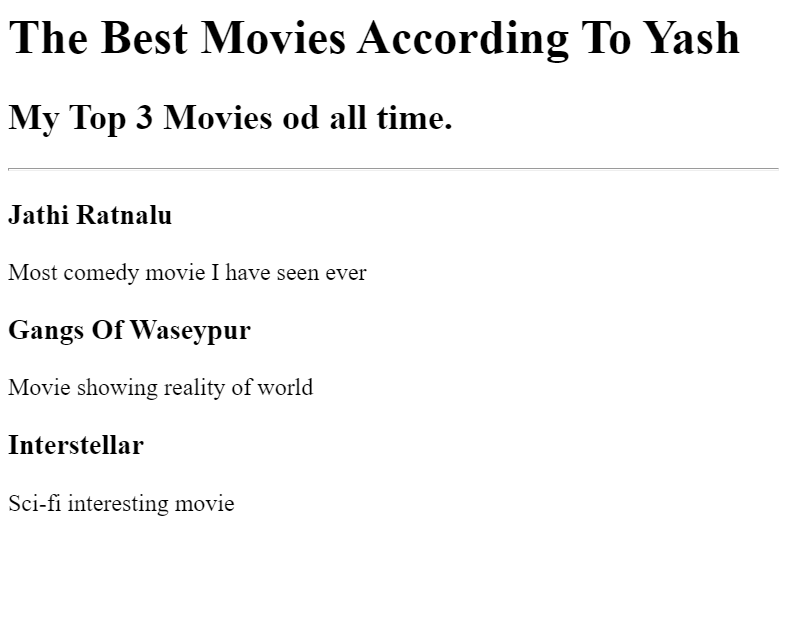 The Best Movies According To Yash
My Top 3 Movies od all time.
Jathi Ratnalu
Most comedy movie I have seen ever
Gangs Of Waseypur
Movie showing reality of world
Interstellar
Sci-fi interesting movie